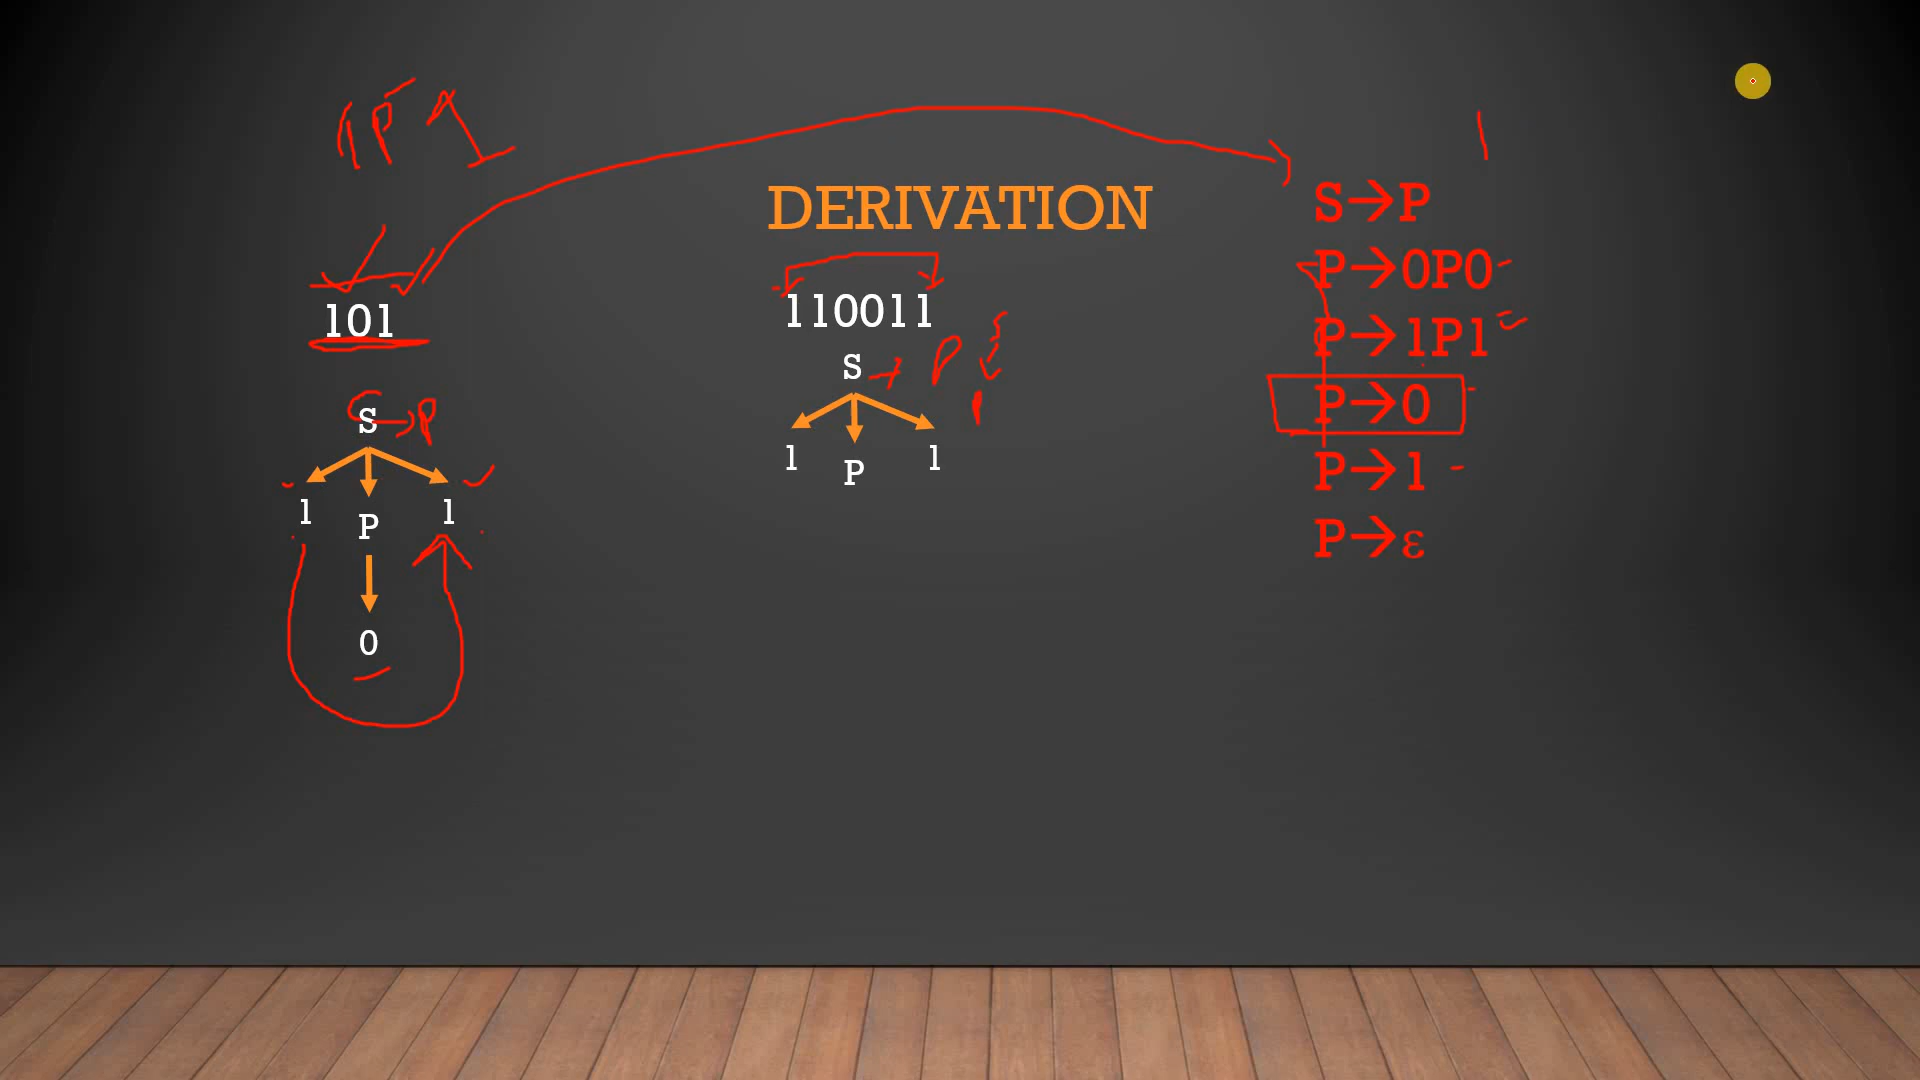 1P1
DERIVATION
101
S→P
1 P 1
0
110011
S → P
1 P 1
S→P
P→0P0
P→1P1
P→0
P→1
P→ε